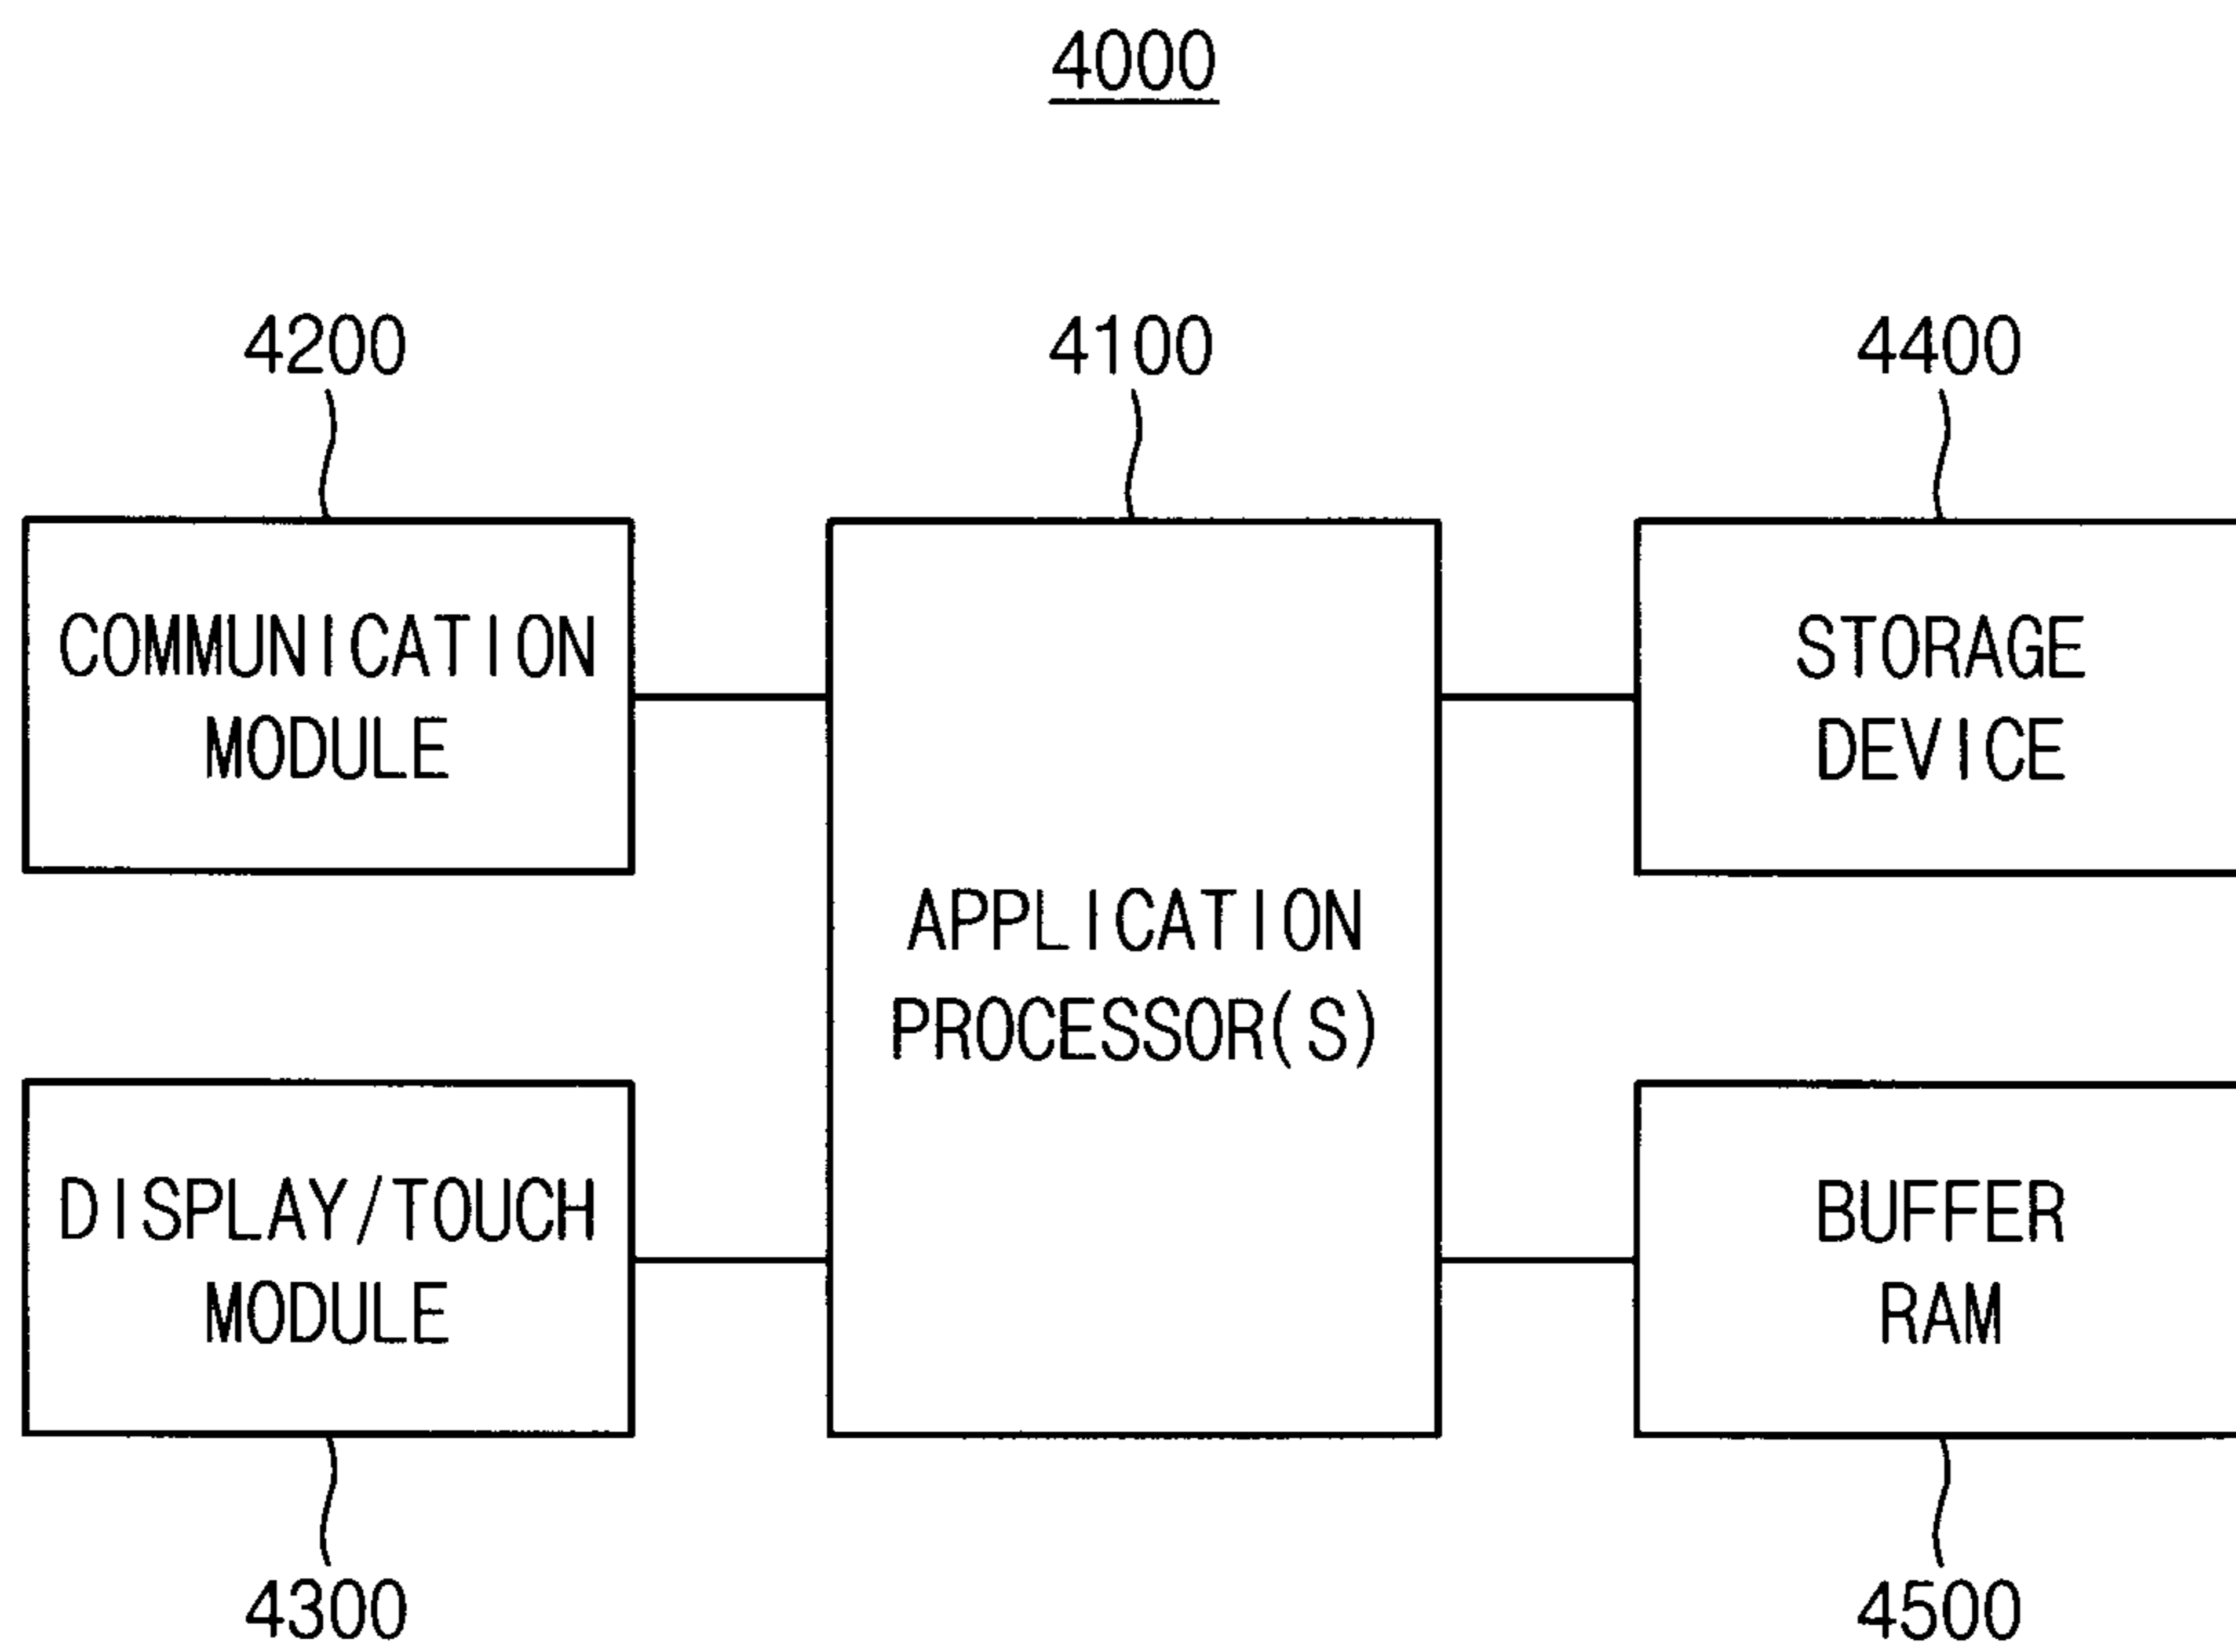 4000
4200
4100
4400
COMMUNICATION
MODULE
APPLICATION
PROCESSOR(S)
STORAGE
DEVICE
DISPLAY/TOUCH
MODULE
BUFFER
RAM
4300
4500